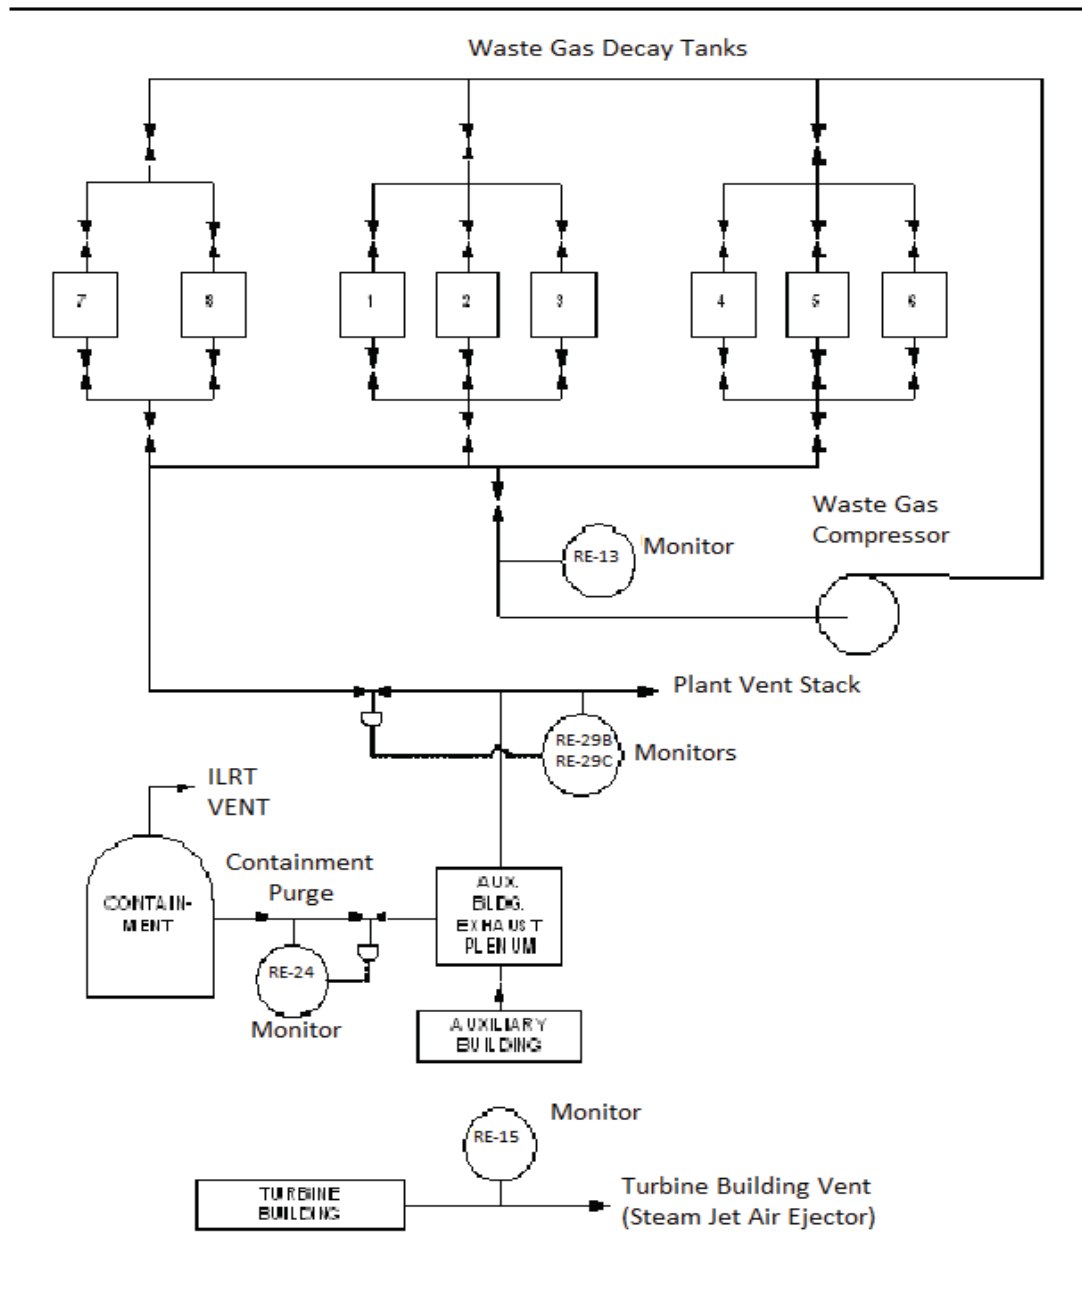 Waste Gas Decay Tanks
7
8
1
2
3
4
5
6
Waste Gas
Compressor
RE-13
Monitor
Plant Vent Stack
RE-29B
RE-29C
Monitors
ILRT
VENT
Containment
Purge
CONTAIN-
MENT
AUX.
BLDG.
EXHAUST
PLENUM
RE-24
Monitor
AUXILIARY
BUILDING
Monitor
RE-15
TURBINE
BUILDING
Turbine Building Vent
(Steam Jet Air Ejector)